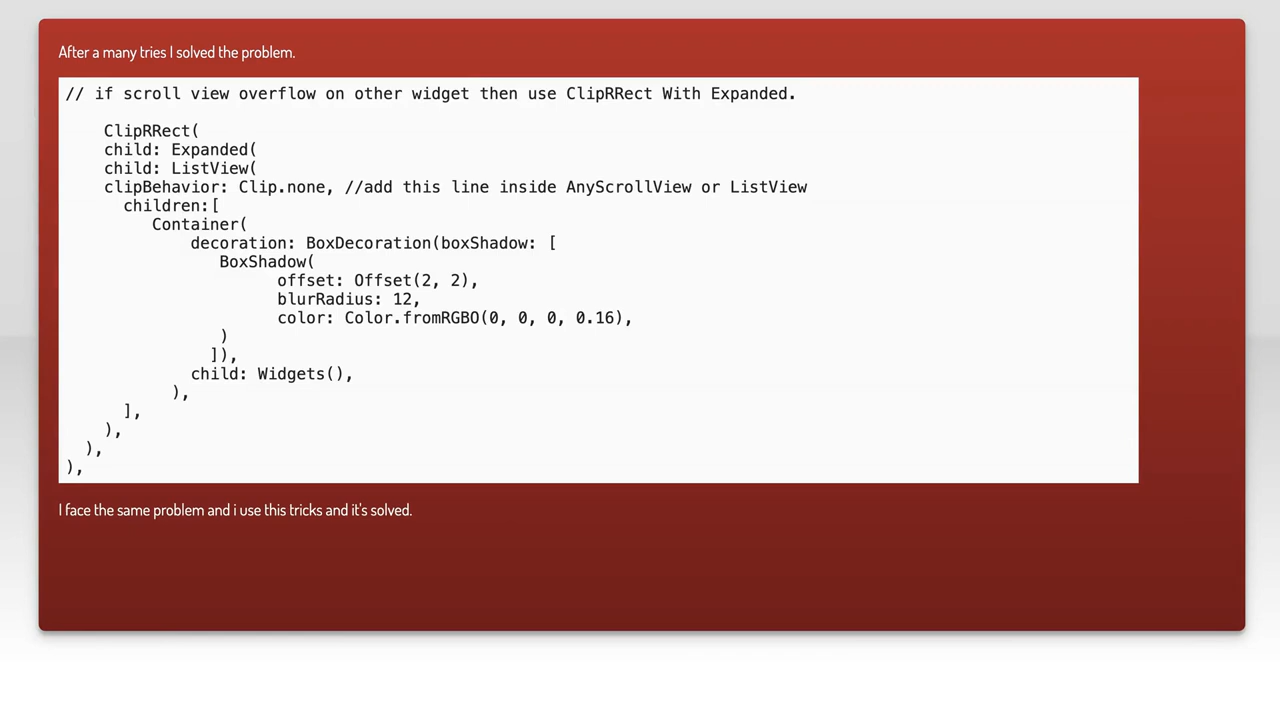 After a many tries I solved the problem.
// if scroll view overflow on other widget then use ClipRRect With Expanded.
ClipRRect(
child: Expanded(
child: ListView(
clipBehavior: Clip.none, //add this line inside AnyScrollView or ListView
children:[
Container(
decoration: BoxDecoration(boxShadow: [
BoxShadow(
offset: Offset(2, 2),
blurRadius: 12,
color: Color.fromRGBO(0, 0, 0, 0.16),
)
]),
child: Widgets(),
),
],
),
),
),
I face the same problem and i use this tricks and it's solved.